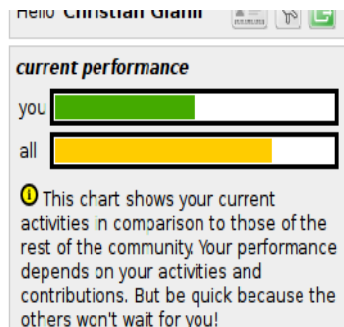 Hello Christian Gianil
current performance
you
all
This chart shows your current
activities in comparison to those of the
rest of the community. Your performance
depends on your activities and
contributions. But be quick because the
others won't wait for you!